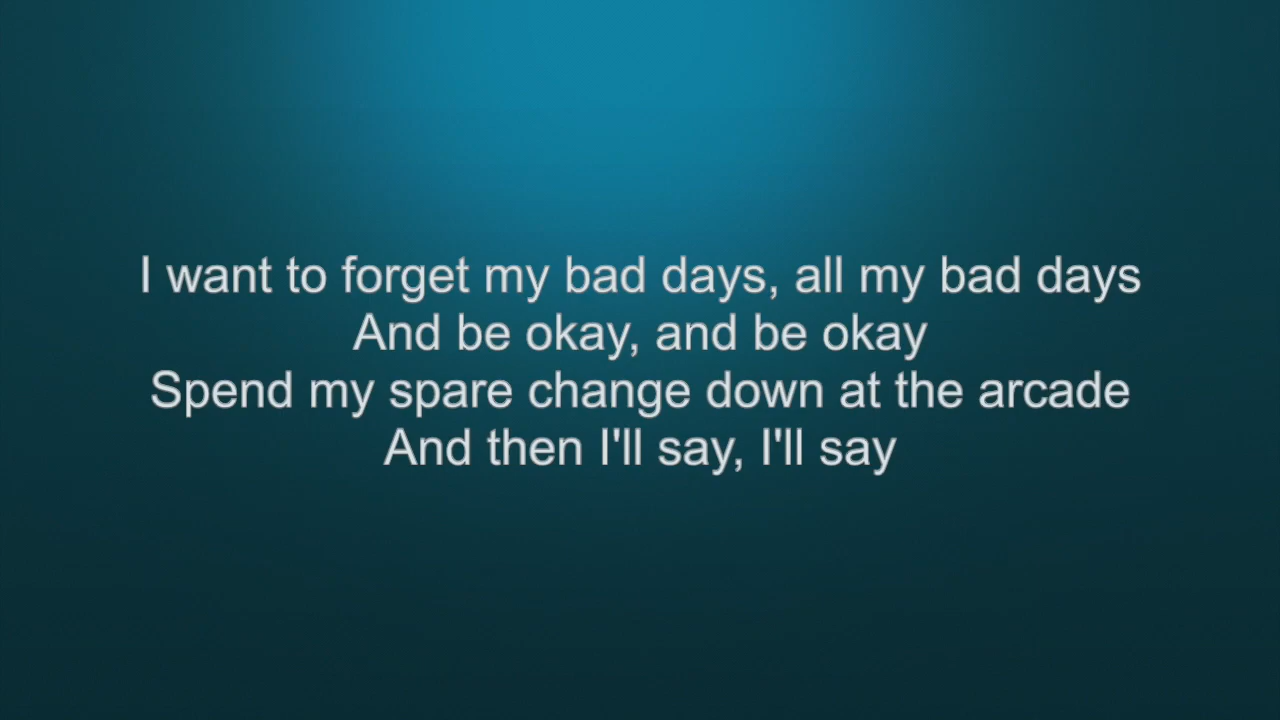 I want to forget my bad days, all my bad days
And be okay, and be okay
Spend my spare change down at the arcade
And then I'll say, I'll say